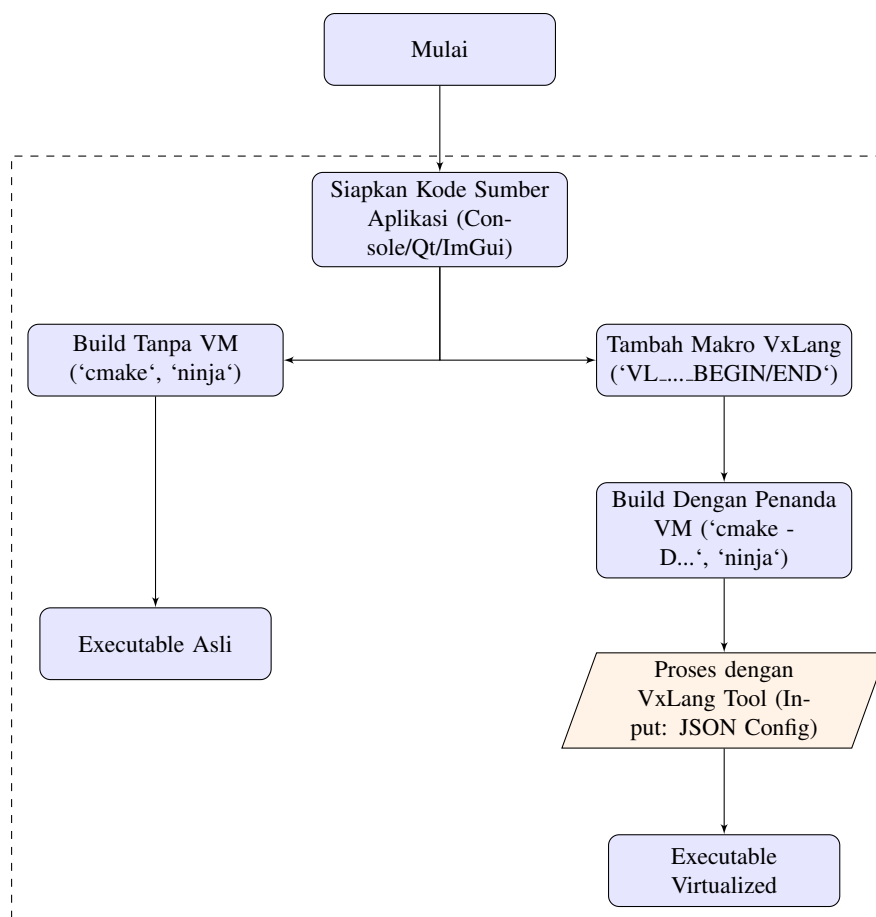 Mulai
Siapkan Kode Sumber
Aplikasi (Con-
sole/Qt/ImGui)
Build Tanpa VM
(‘cmake‘, ‘ninja‘)
Tambah Makro VxLang
(‘VL_..._BEGIN/END‘)
Build Dengan Penanda
VM (‘cmake -
D...‘, ‘ninja‘)
Executable Asli
Proses dengan
VxLang Tool (In-
put: JSON Config)
Executable
Virtualized